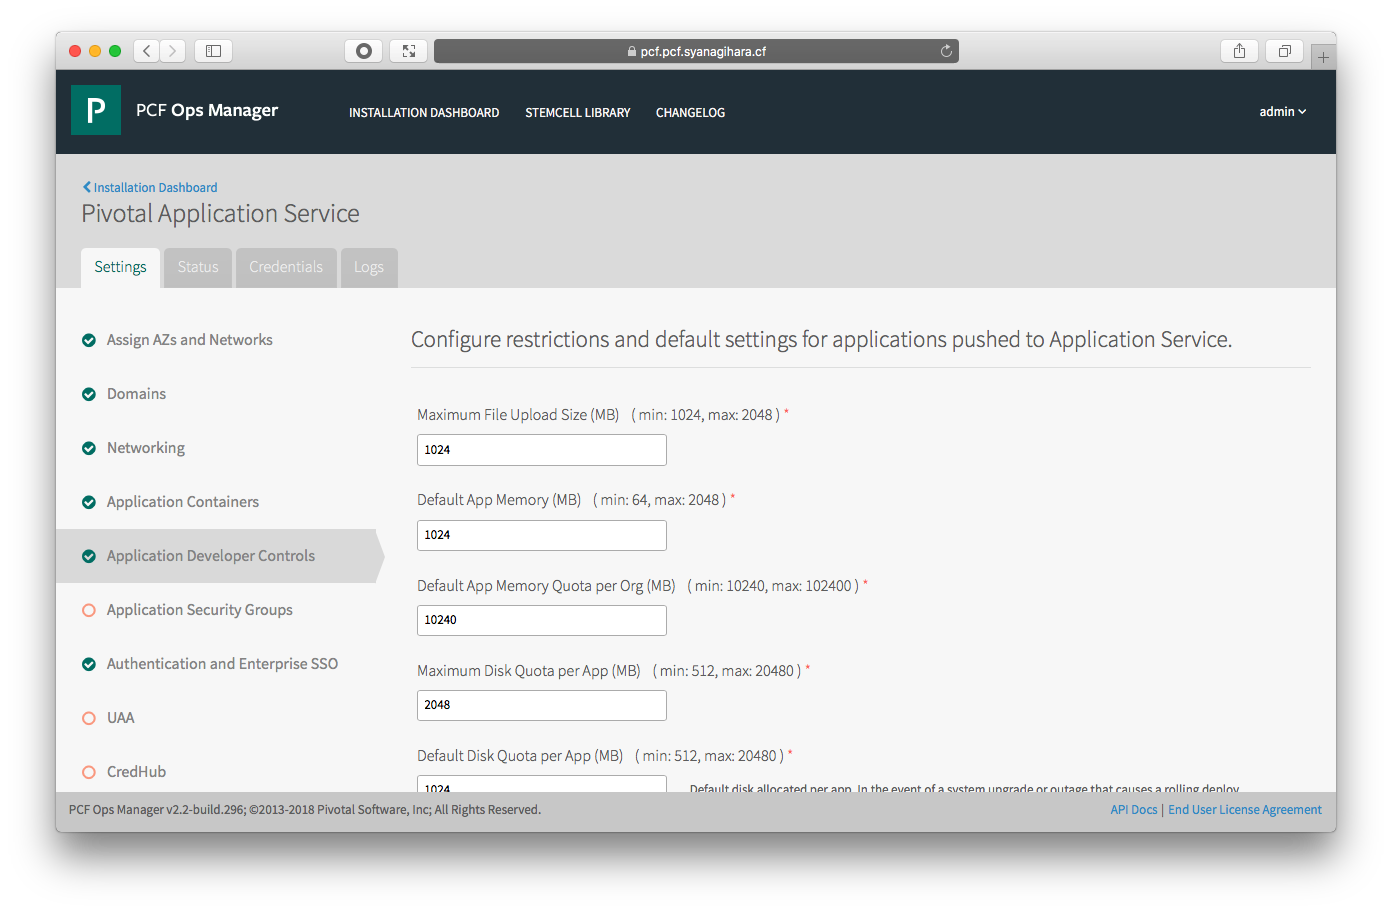 pcf.pcf.syanagihara.cf
P
PCF Ops Manager
INSTALLATION DASHBOARD
STEMCELL LIBRARY
CHANGELOG
admin
Installation Dashboard
Pivotal Application Service
Settings
Status
Credentials
Logs
Assign AZs and Networks
Domains
Networking
Application Containers
Application Developer Controls
Application Security Groups
Authentication and Enterprise SSO
UAA
CredHub
Configure restrictions and default settings for applications pushed to Application Service.
Maximum File Upload Size (MB) ( min: 1024, max: 2048 ) *
1024
Default App Memory (MB) ( min: 64, max: 2048 ) *
1024
Default App Memory Quota per Org (MB) ( min: 10240, max: 102400 ) *
10240
Maximum Disk Quota per App (MB) ( min: 512, max: 20480 ) *
2048
Default Disk Quota per App (MB) ( min: 512, max: 20480 ) *
1024
Default disk allocated per app. In the event of a system upgrade or outage that causes a rolling deploy,
PCF Ops Manager v2.2-build.296; ©2013-2018 Pivotal Software, Inc; All Rights Reserved.
API Docs | End User License Agreement